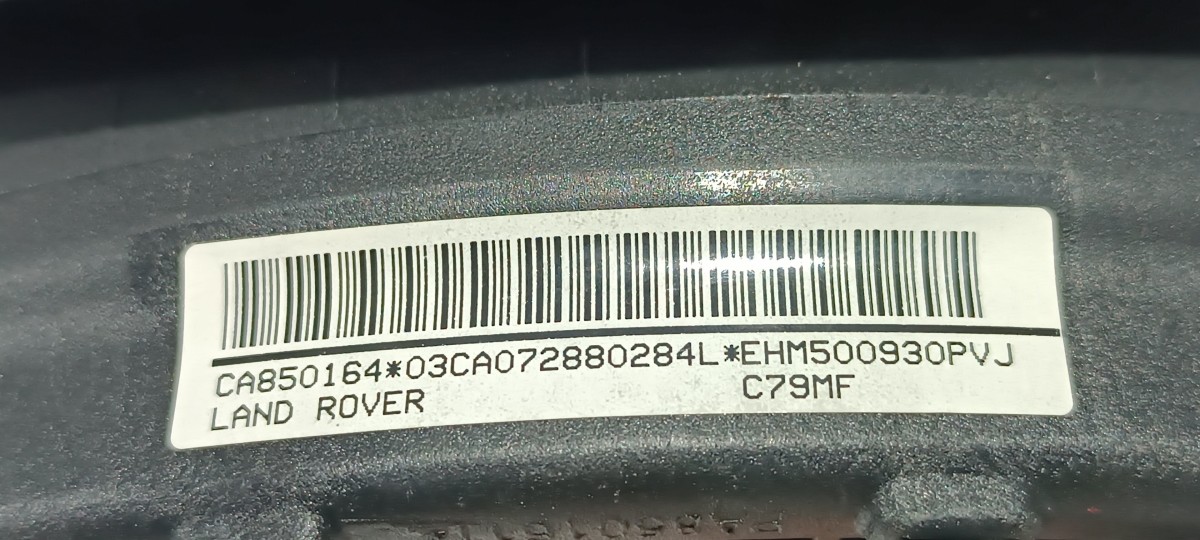 CA850164*03CA072880284L*EHM500930PVJ
LAND ROVER C79MF